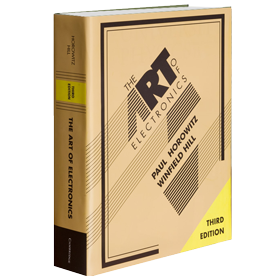 THE
ART
OF
ELECTRONICS
PAUL HOROWITZ
WINFIELD HILL
THIRD
EDITION
HOROWITZ
HILL
THIRD
EDITION
THE ART OF ELECTRONICS